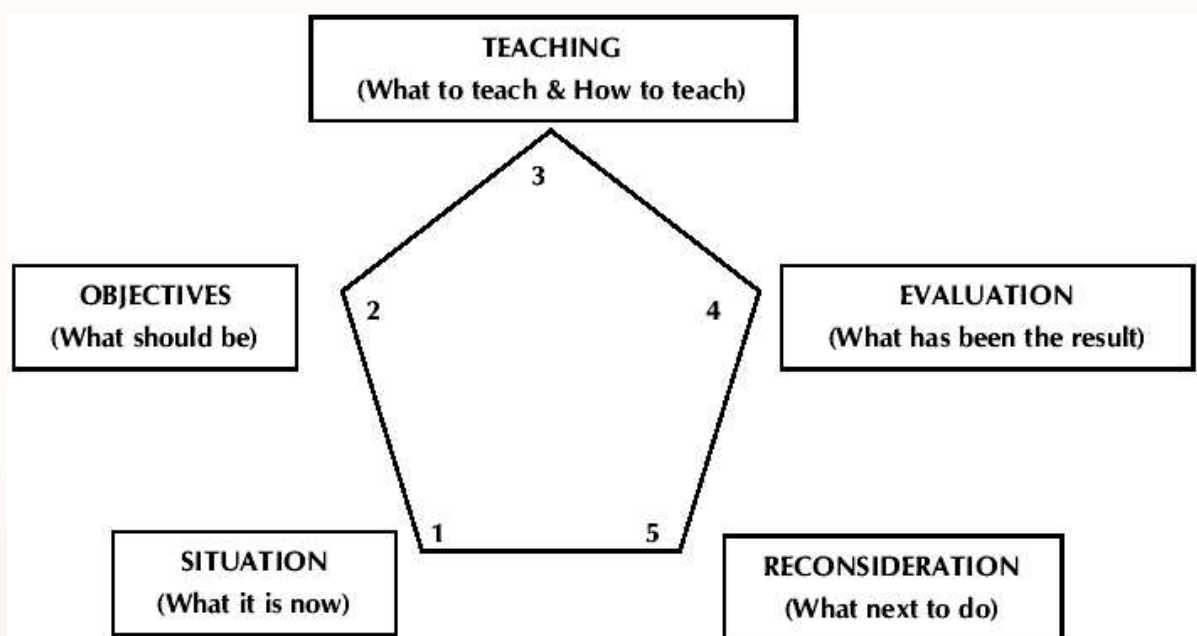 TEACHING
(What to teach & How to teach)
3
OBJECTIVES
(What should be)
2
4
EVALUATION
(What has been the result)
1
5
SITUATION
(What it is now)
RECONSIDERATION
(What next to do)